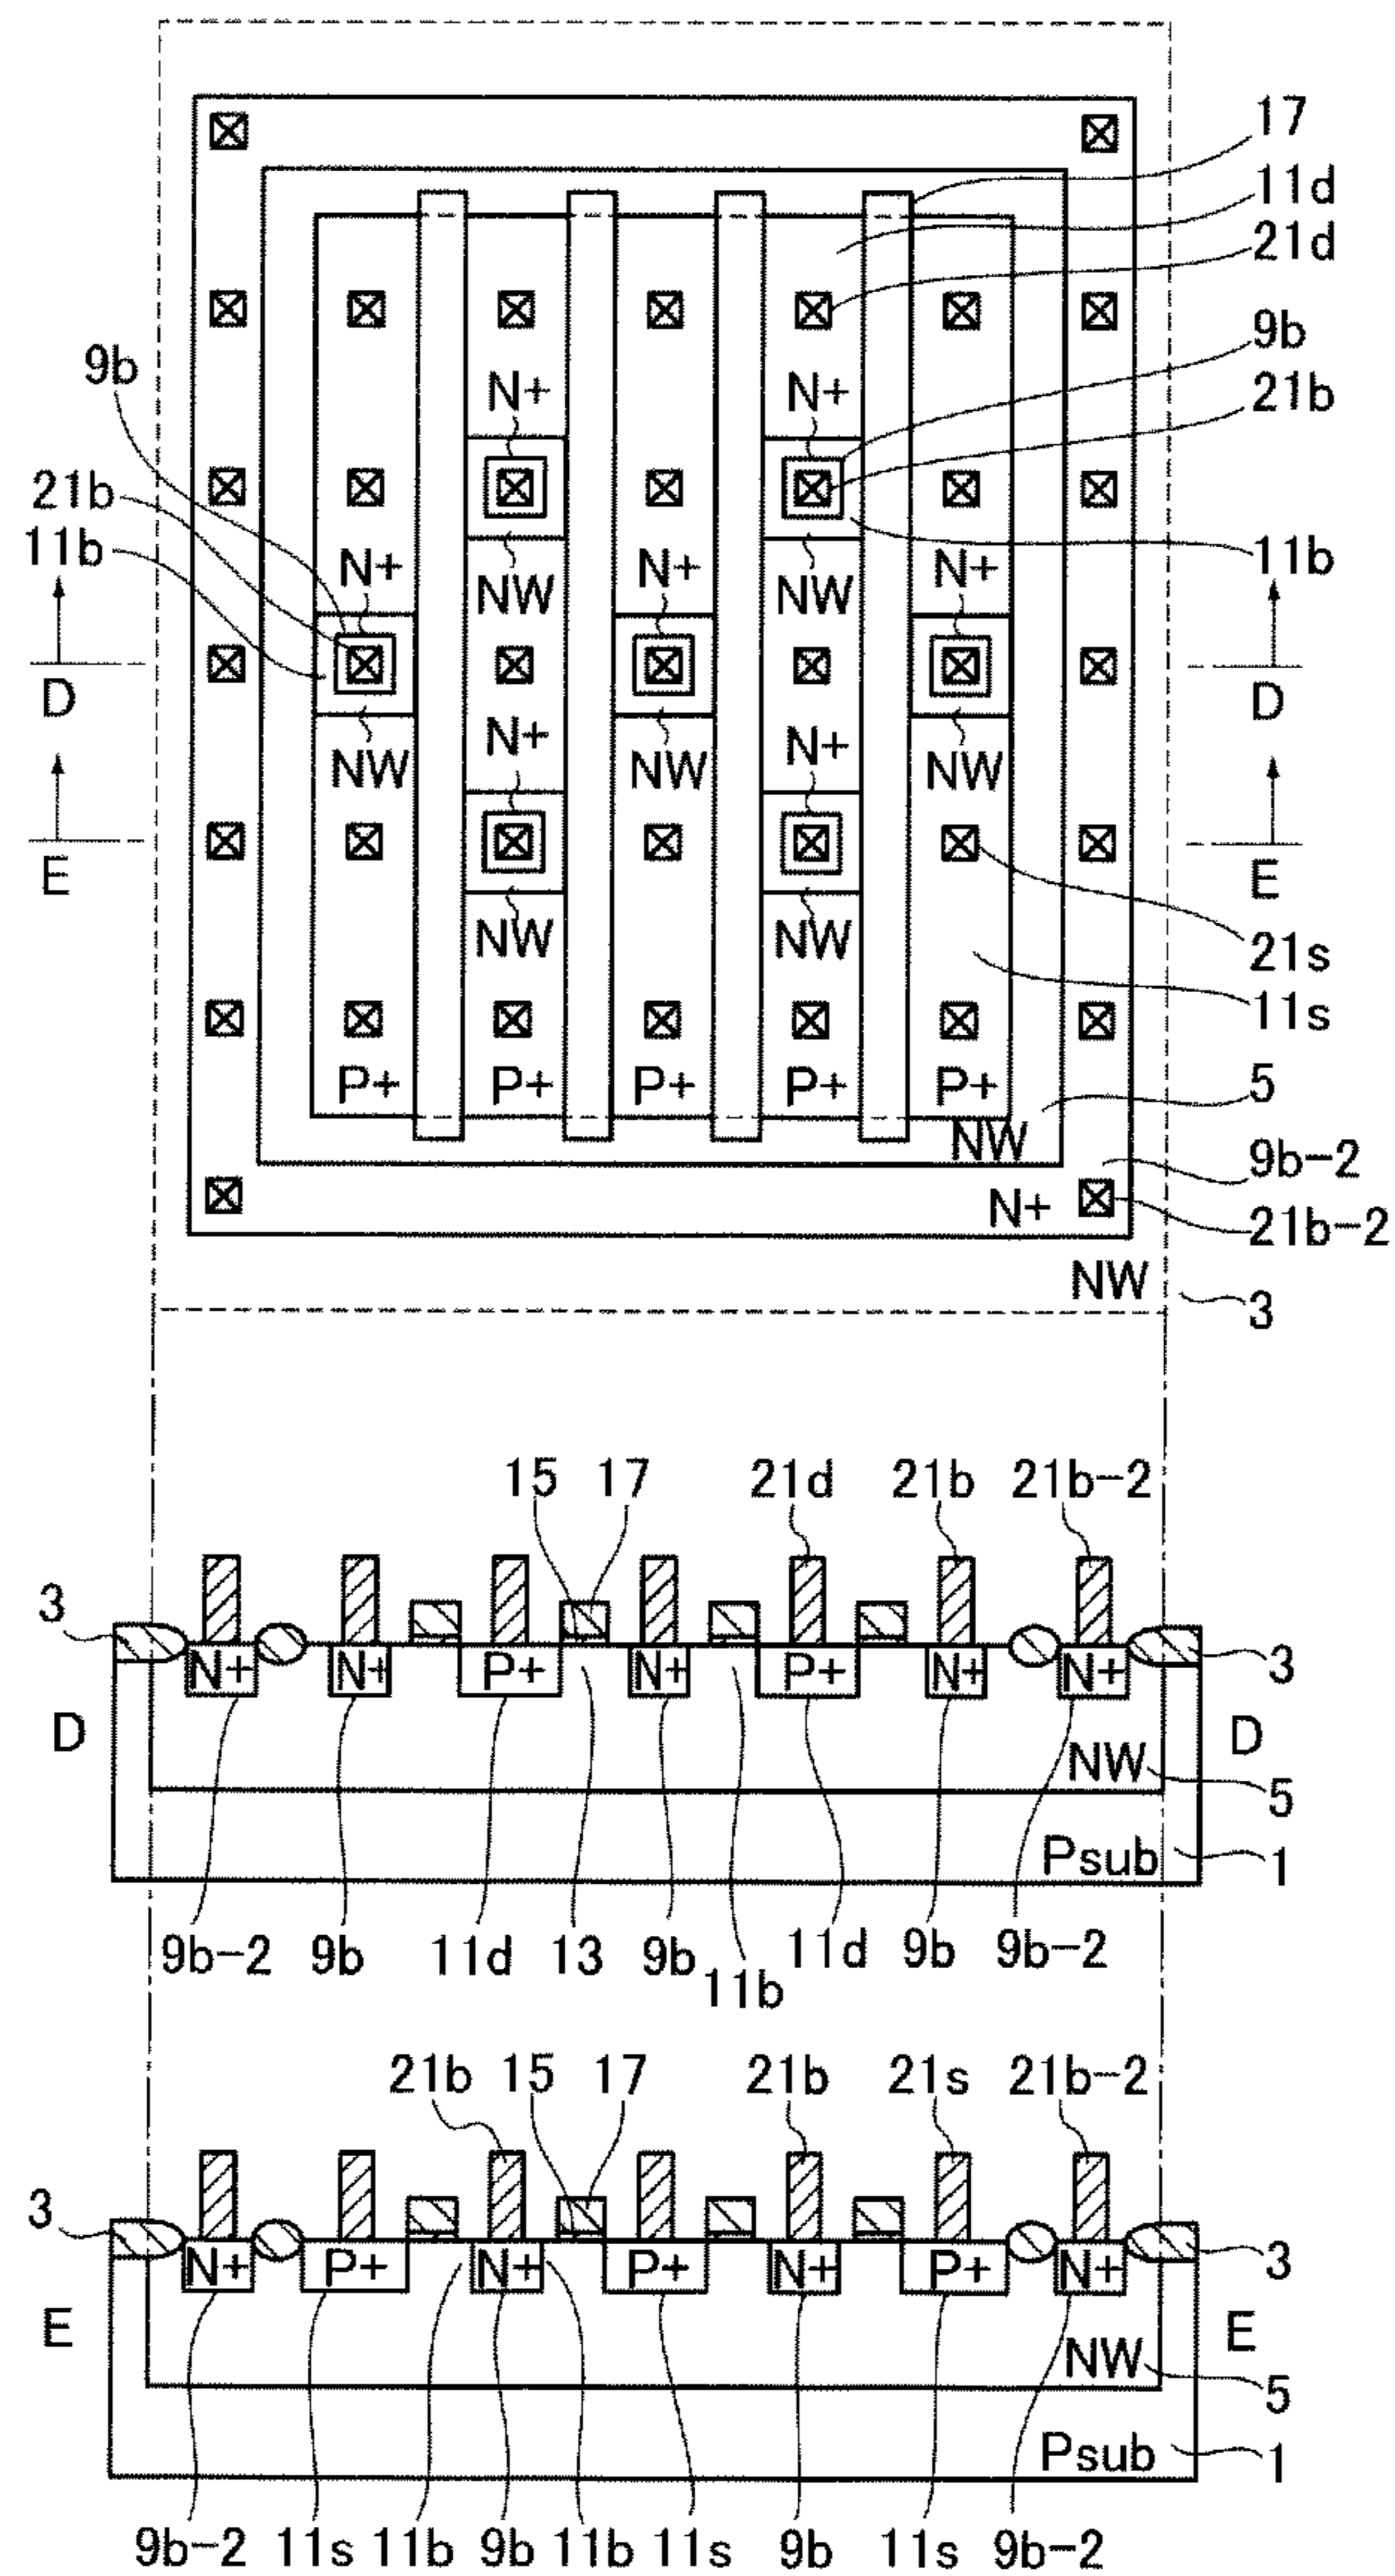 17
11d
21d
9b
9b
N+
N+
21b
21b
11b
11b
N+
NW
N+
NW
N+
D
D
NW
N+
NW
N+
NW
E
E
NW
NW
21s
11s
P+
P+
P+
P+
P+
5
NW
9b-2
N+
21b-2
NW
3
15
17
21d
21b
21b-2
3
3
N+
N+
P+
N+
P+
N+
N+
D
D
NW
5
Psub
1
9b-2
9b
11d
13
9b
11b
11d
9b
9b-2
21b
15
17
21b
21s
21b-2
3
3
N+
P+
N+
P+
N+
P+
N+
E
E
NW
5
Psub
1
9b-2
11s
11b
9b
11b
11s
9b
11s
9b-2